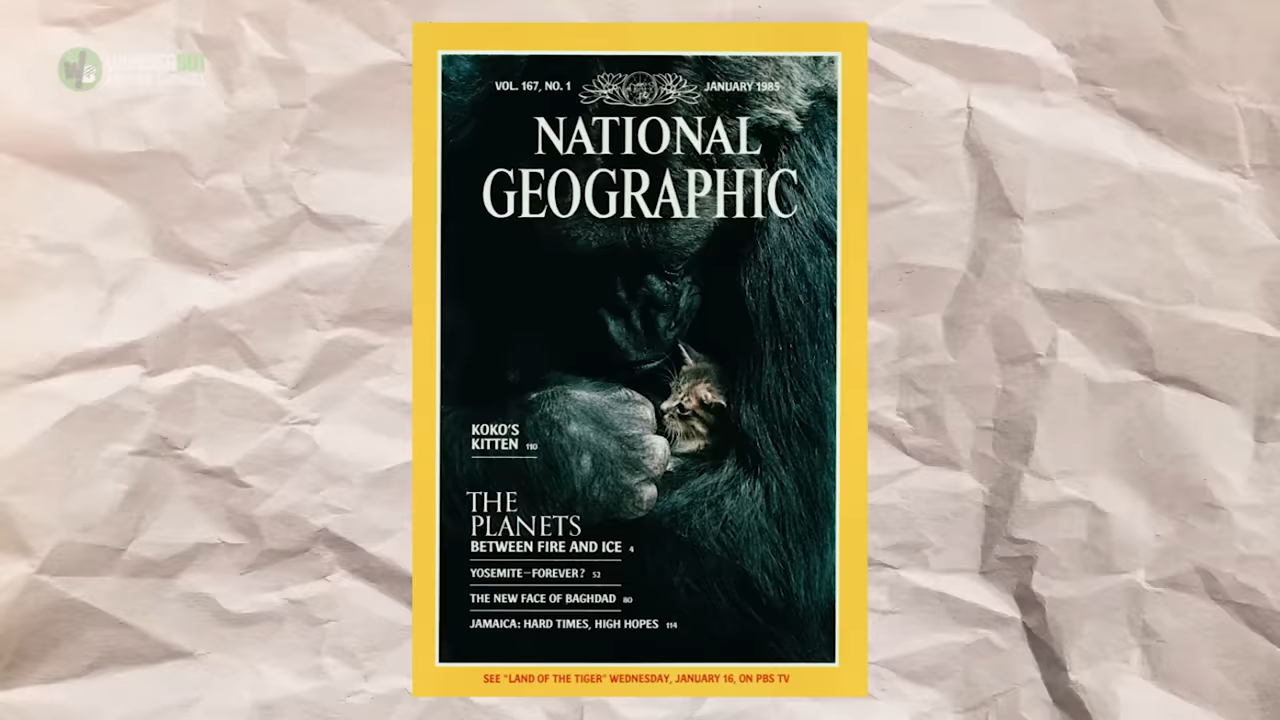 VOL. 167, NO. 1
JANUARY 1985
NATIONAL
GEOGRAPHIC
KOKO'S
KITTEN 110
THE
PLANETS
BETWEEN FIRE AND ICE 4
YOSEMITE—FOREVER? 52
THE NEW FACE OF BAGHDAD 80
JAMAICA: HARD TIMES, HIGH HOPES 114
SEE "LAND OF THE TIGER" WEDNESDAY, JANUARY 16, ON PBS TV